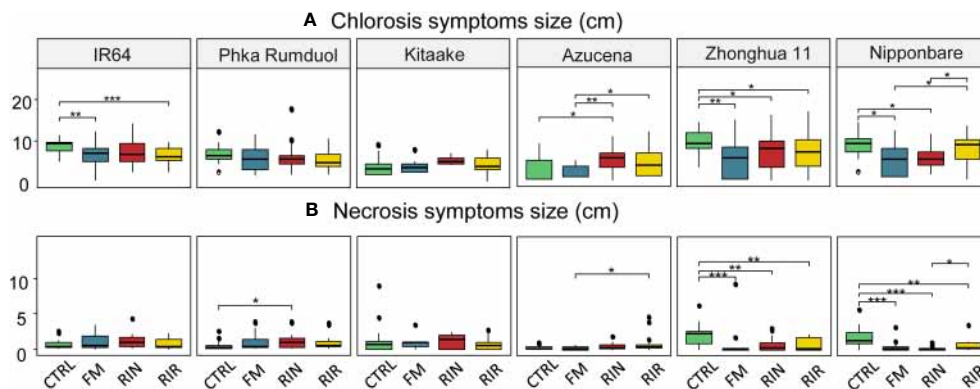 A Chlorosis symptoms size (cm)
IR64 Phka Rumduol Kitaake Azucena Zhonghua 11 Nipponbare
20
10
0
*** ** * ** * * * ** * * * *
B Necrosis symptoms size (cm)
10
5
0
* * ** ** *** * ** *** ***
CTRL FM RIN RIR CTRL FM RIN RIR CTRL FM RIN RIR CTRL FM RIN RIR CTRL FM RIN RIR CTRL FM RIN RIR